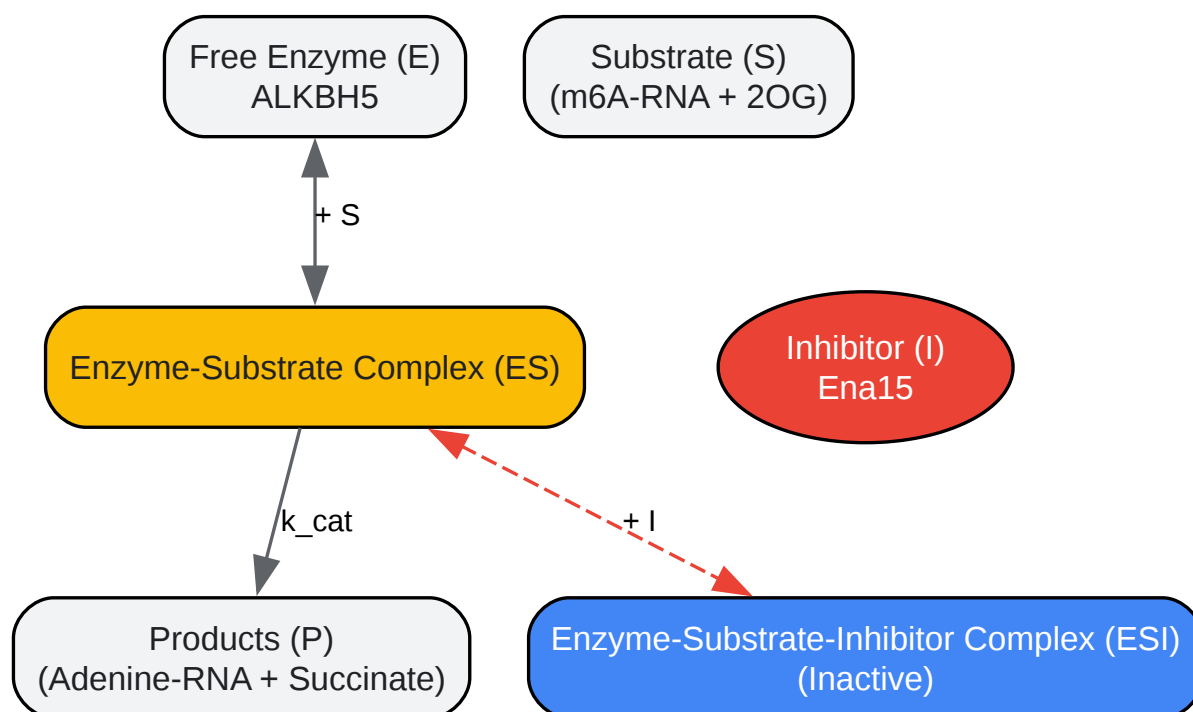 Free Enzyme (E)
ALKBH5
Substrate (S)
(m6A-RNA + 2OG)
+ S
Enzyme-Substrate Complex (ES)
Inhibitor (I)
Ena15
k_cat
+ I
Products (P)
(Adenine-RNA + Succinate)
Enzyme-Substrate-Inhibitor Complex (ESI)
(Inactive)